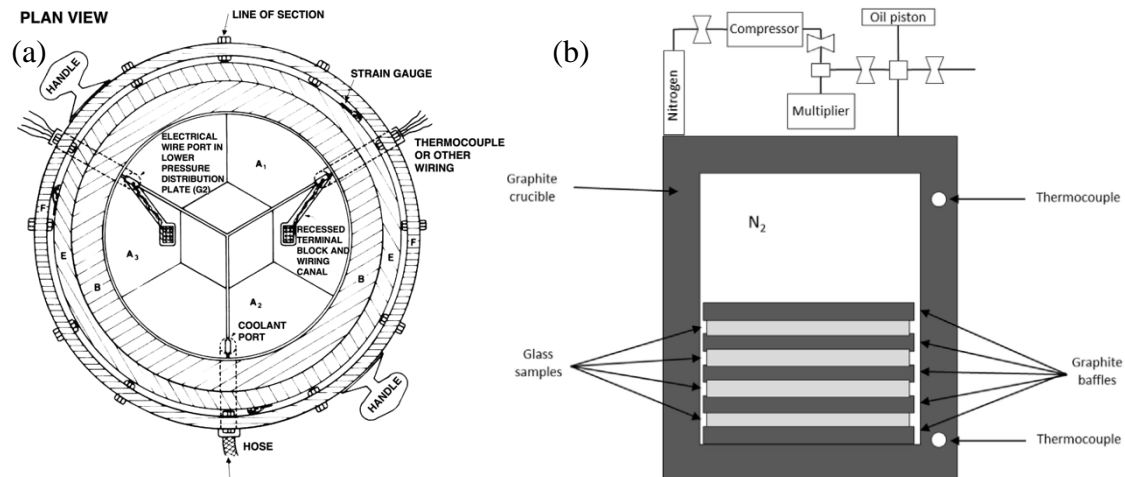 PLAN VIEW
(a)
LINE OF SECTION
HANDLE
STRAIN GAUGE
ELECTRICAL
WIRE PORT IN
LOWER
PRESSURE
DISTRIBUTION
PLATE (G2)
A1
THERMOCOUPLE
OR OTHER
WIRING
F
E
B
A3
RECESSED
TERMINAL
BLOCK AND
WIRING
CANAL
B
E
F
A2
COOLANT
PORT
HANDLE
HOSE
(b)
Oil piston
Compressor
Nitrogen
Multiplier
Graphite
crucible
N2
Thermocouple
Glass
samples
Graphite
baffles
Thermocouple